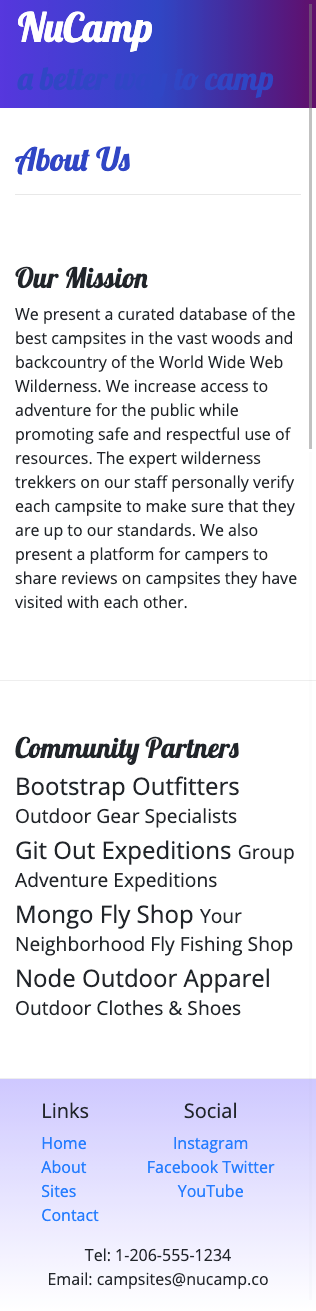 NuCamp
a better way to camp
About Us
Our Mission
We present a curated database of the
best campsites in the vast woods and
backcountry of the World Wide Web
Wilderness. We increase access to
adventure for the public while
promoting safe and respectful use of
resources. The expert wilderness
trekkers on our staff personally verify
each campsite to make sure that they
are up to our standards. We also
present a platform for campers to
share reviews on campsites they have
visited with each other.
Community Partners
Bootstrap Outfitters
Outdoor Gear Specialists
Git Out Expeditions Group
Adventure Expeditions
Mongo Fly Shop Your
Neighborhood Fly Fishing Shop
Node Outdoor Apparel
Outdoor Clothes & Shoes
Links
Home
About
Sites
Contact
Social
Instagram
Facebook Twitter
YouTube
Tel: 1-206-555-1234
Email: campsites@nucamp.co